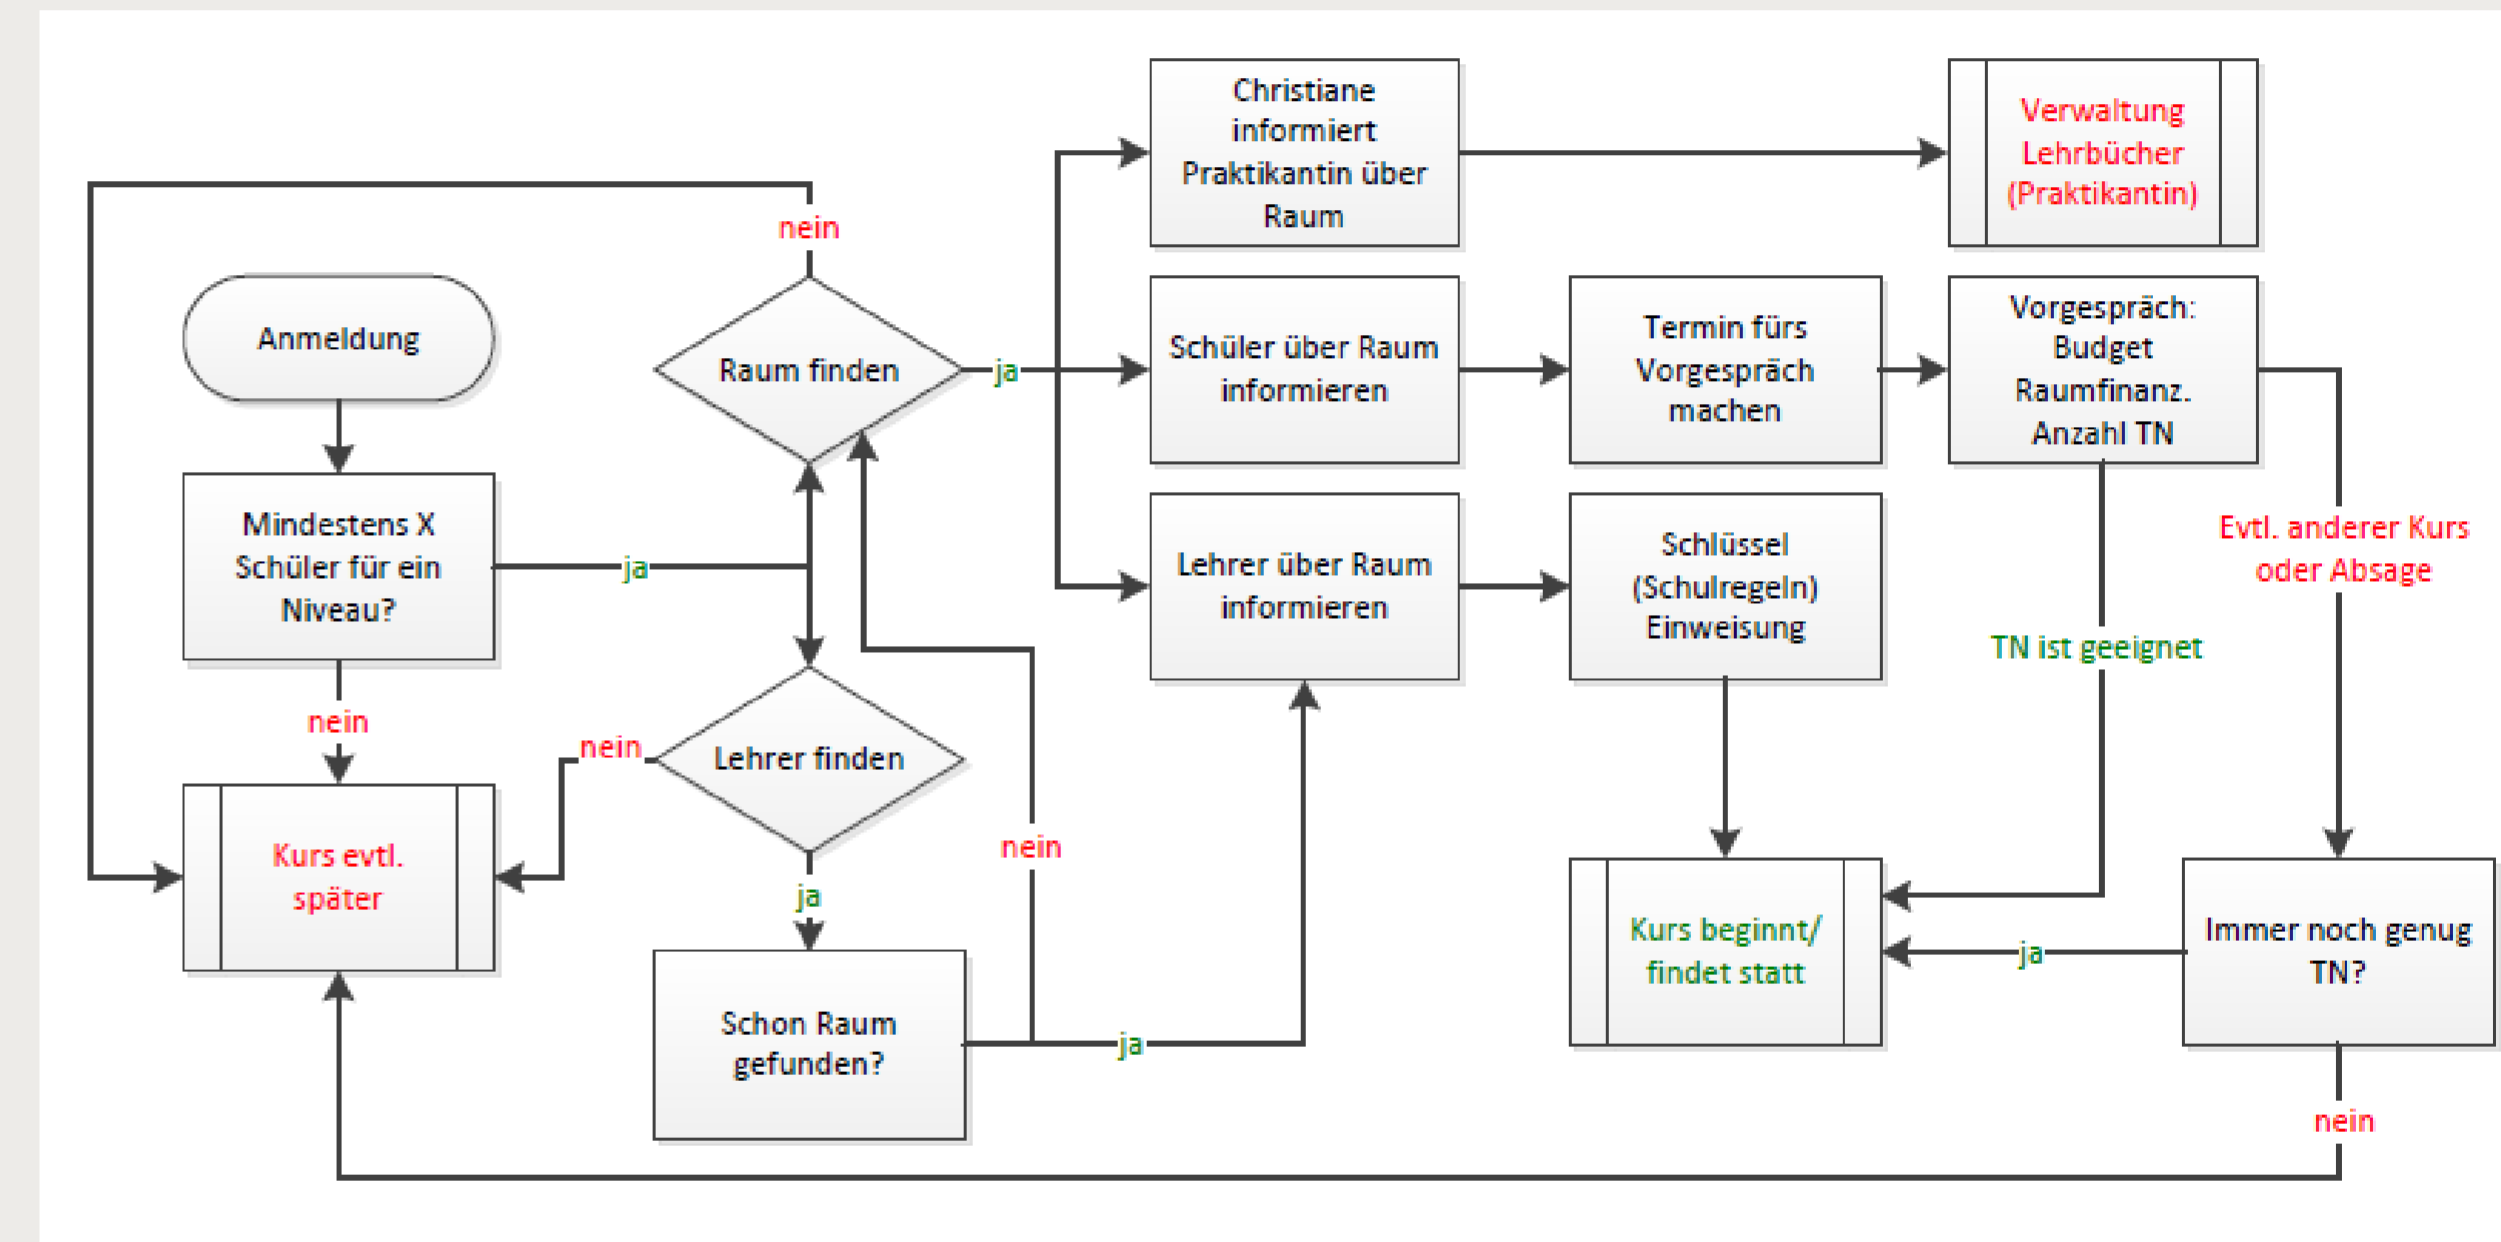 Christiane
informiert
Praktikantin über
Raum
Verwaltung
Lehrbücher
(Praktikantin)
nein
Anmeldung
Raum finden
ja
Schüler über Raum
informieren
Termin fürs
Vorgespräch
machen
Vorgespräch:
Budget
Raumfinanz.
Anzahl TN
Mindestens X
Schüler für ein
Niveau?
ja
Lehrer über Raum
informieren
Schlüssel
(Schulregeln)
Einweisung
Evtl. anderer Kurs
oder Absage
TN ist geeignet
nein
nein
Lehrer finden
nein
ja
Kurs evtl.
später
Schon Raum
gefunden?
ja
Kurs beginnt/
findet statt
ja
Immer noch genug
TN?
nein